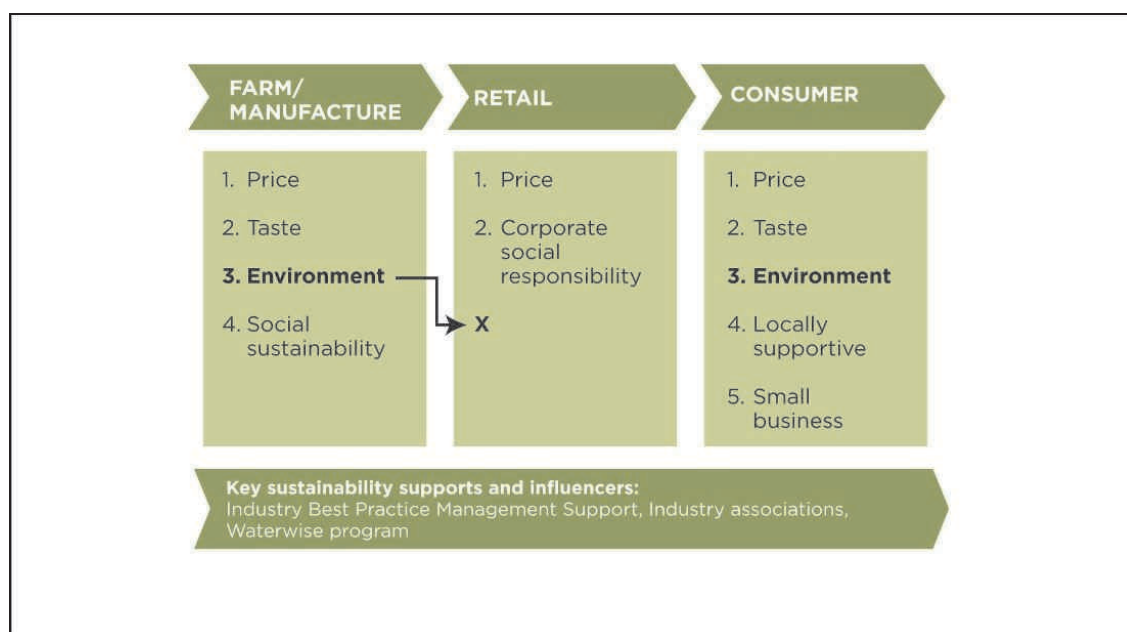 FARM/
MANUFACTURE
RETAIL
CONSUMER
1. Price
2. Taste
3. Environment
4. Social
sustainability
1. Price
2. Corporate
social
responsibility
X
1. Price
2. Taste
3. Environment
4. Locally
supportive
5. Small
business
Key sustainability supports and influencers:
Industry Best Practice Management Support, Industry associations,
Waterwise program